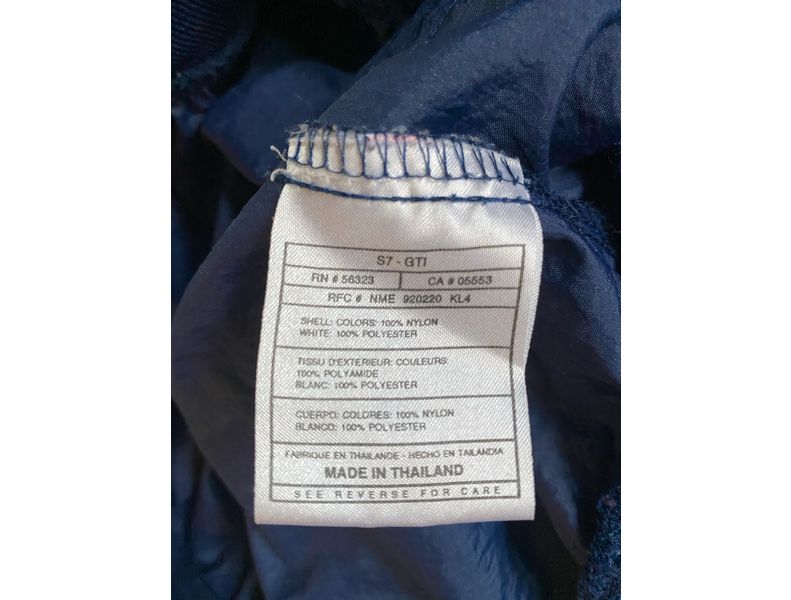 S7 - GTI
RN # 56323 CA # 05553
RFC # NME 920220 KL4
SHELL: COLORS: 100% NYLON
WHITE: 100% POLYESTER
TISSU D'EXTERIEUR: COULEURS:
100% POLYAMIDE
BLANC: 100% POLYESTER
CUERPO: COLORES: 100% NYLON
BLANCO: 100% POLYESTER
FABRIQUE EN THAILANDE - HECHO EN TAILANDIA
MADE IN THAILAND
SEE REVERSE FOR CARE